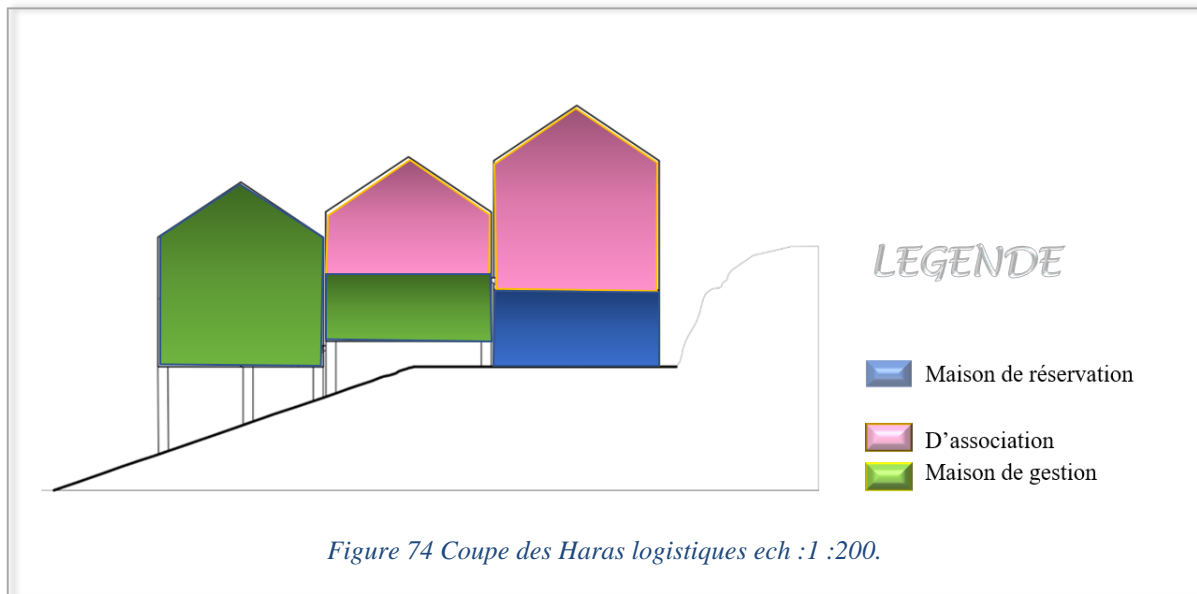 LEGENDE
Maison de réservation
D’association
Maison de gestion
Figure 74 Coupe des Haras logistiques ech :1 :200.